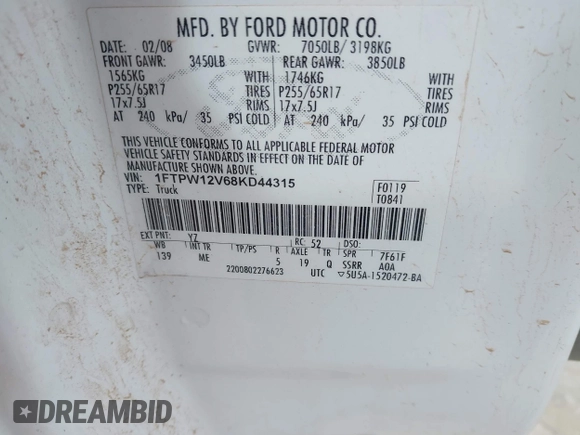 MFD. BY FORD MOTOR CO.
DATE: 02/08 GVWR: 7050LB/ 3198KG
FRONT GAWR: 3450LB REAR GAWR: 3850LB
1565KG WITH 1746KG WITH
P255/65R17 TIRES P255/65R17 TIRES
17x7.5J RIMS 17x7.5J RIMS
AT 240 kPa/ 35 PSI COLD AT 240 kPa/ 35 PSI COLD
THIS VEHICLE CONFORMS TO ALL APPLICABLE FEDERAL MOTOR
VEHICLE SAFETY STANDARDS IN EFFECT ON THE DATE OF
MANUFACTURE SHOWN ABOVE.
VIN: 1FTPW12V68KD44315 F0119
TYPE: Truck T0841
EXT PNT: YZ RC: 52 DSO:
WB INT TR TP/PS R AXLE TR SPR 7F61F
139 ME 5 19 Q SSRR A0A
2200802276623 UTC ▽5U5A-1520472-BA
DREAMBID